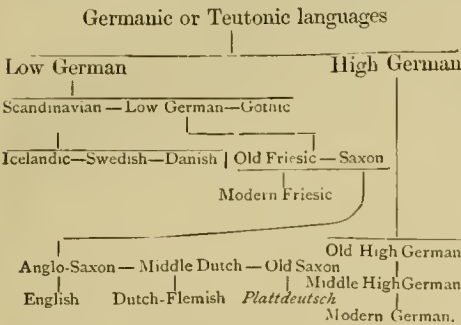 Germanic or Teutonic languages
Low German High German
Scandinavian — Low German—Gothic
Icelandic—Swedish—Danish Old Friesic — Saxon
Modern Friesic
Old High German
Anglo-Saxon — Middle Dutch — Old Saxon
Middle High German
English Dutch-Flemish Plattdeutsch
Modern German.